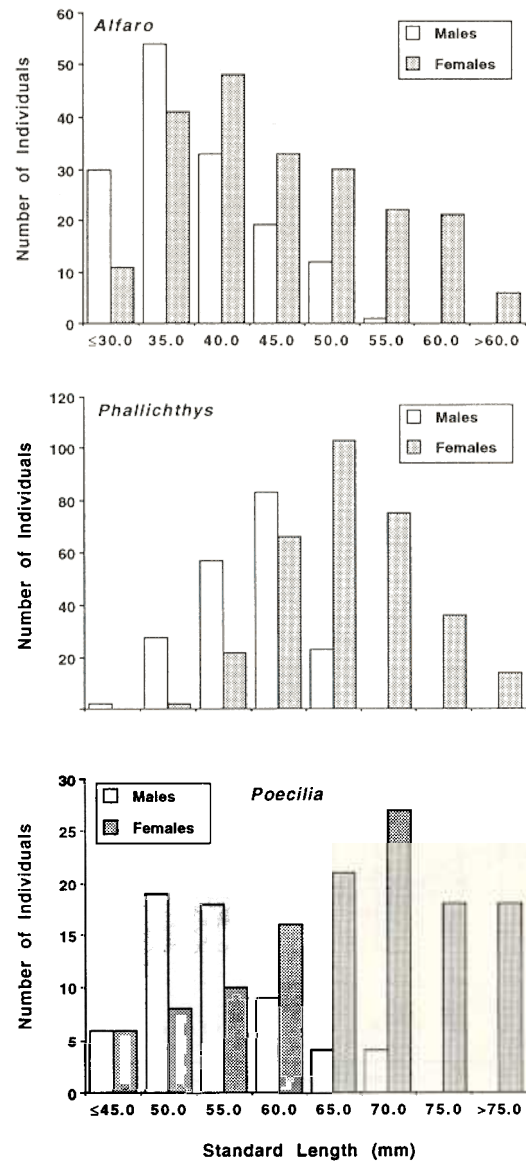 Alfaro
Males
Females
60
50
40
30
20
10
0
Number of Individuals
≤30.0 35.0 40.0 45.0 50.0 55.0 60.0 >60.0
Phallichthys
Males
Females
120
100
80
60
40
20
Number of Individuals
Poecilia
Males
Females
30
25
20
15
10
5
0
Number of Individuals
≤45.0 50.0 55.0 60.0 65.0 70.0 75.0 >75.0
Standard Length (mm)